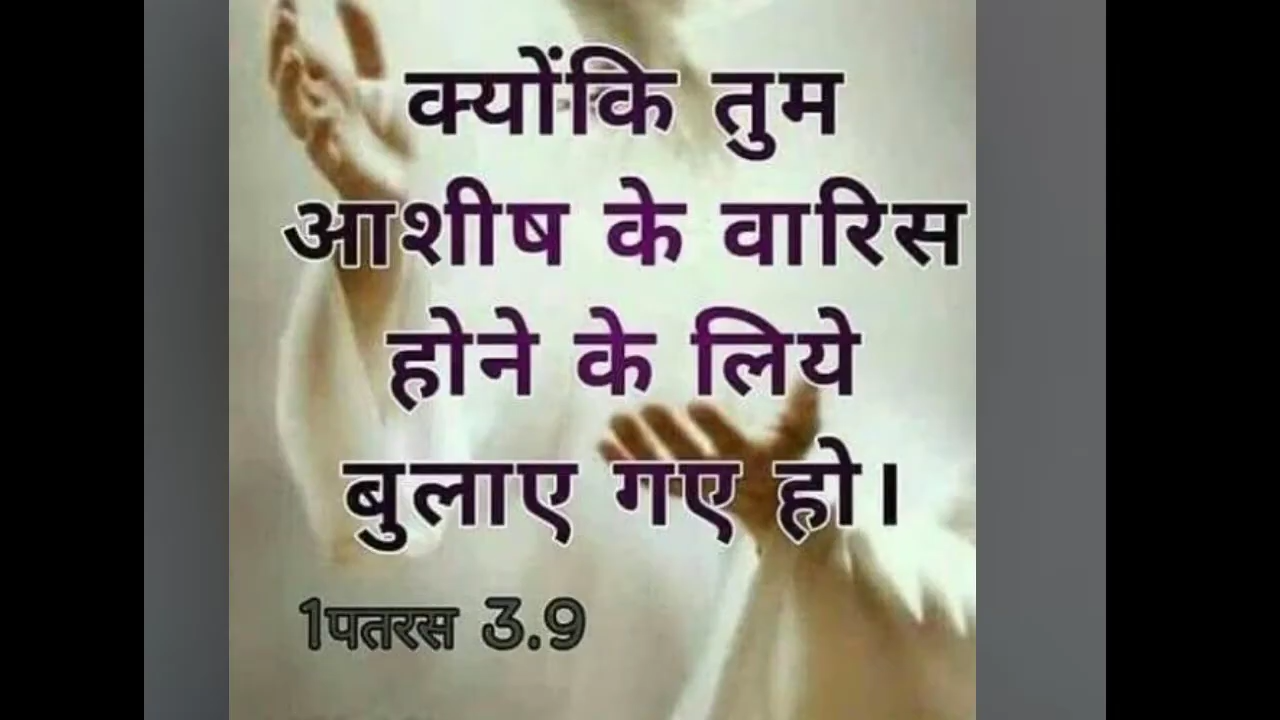 क्योंकि तुम
आशीष के वारिस
होने के लिये
बुलाए गए हो।
1पतरस 3.9